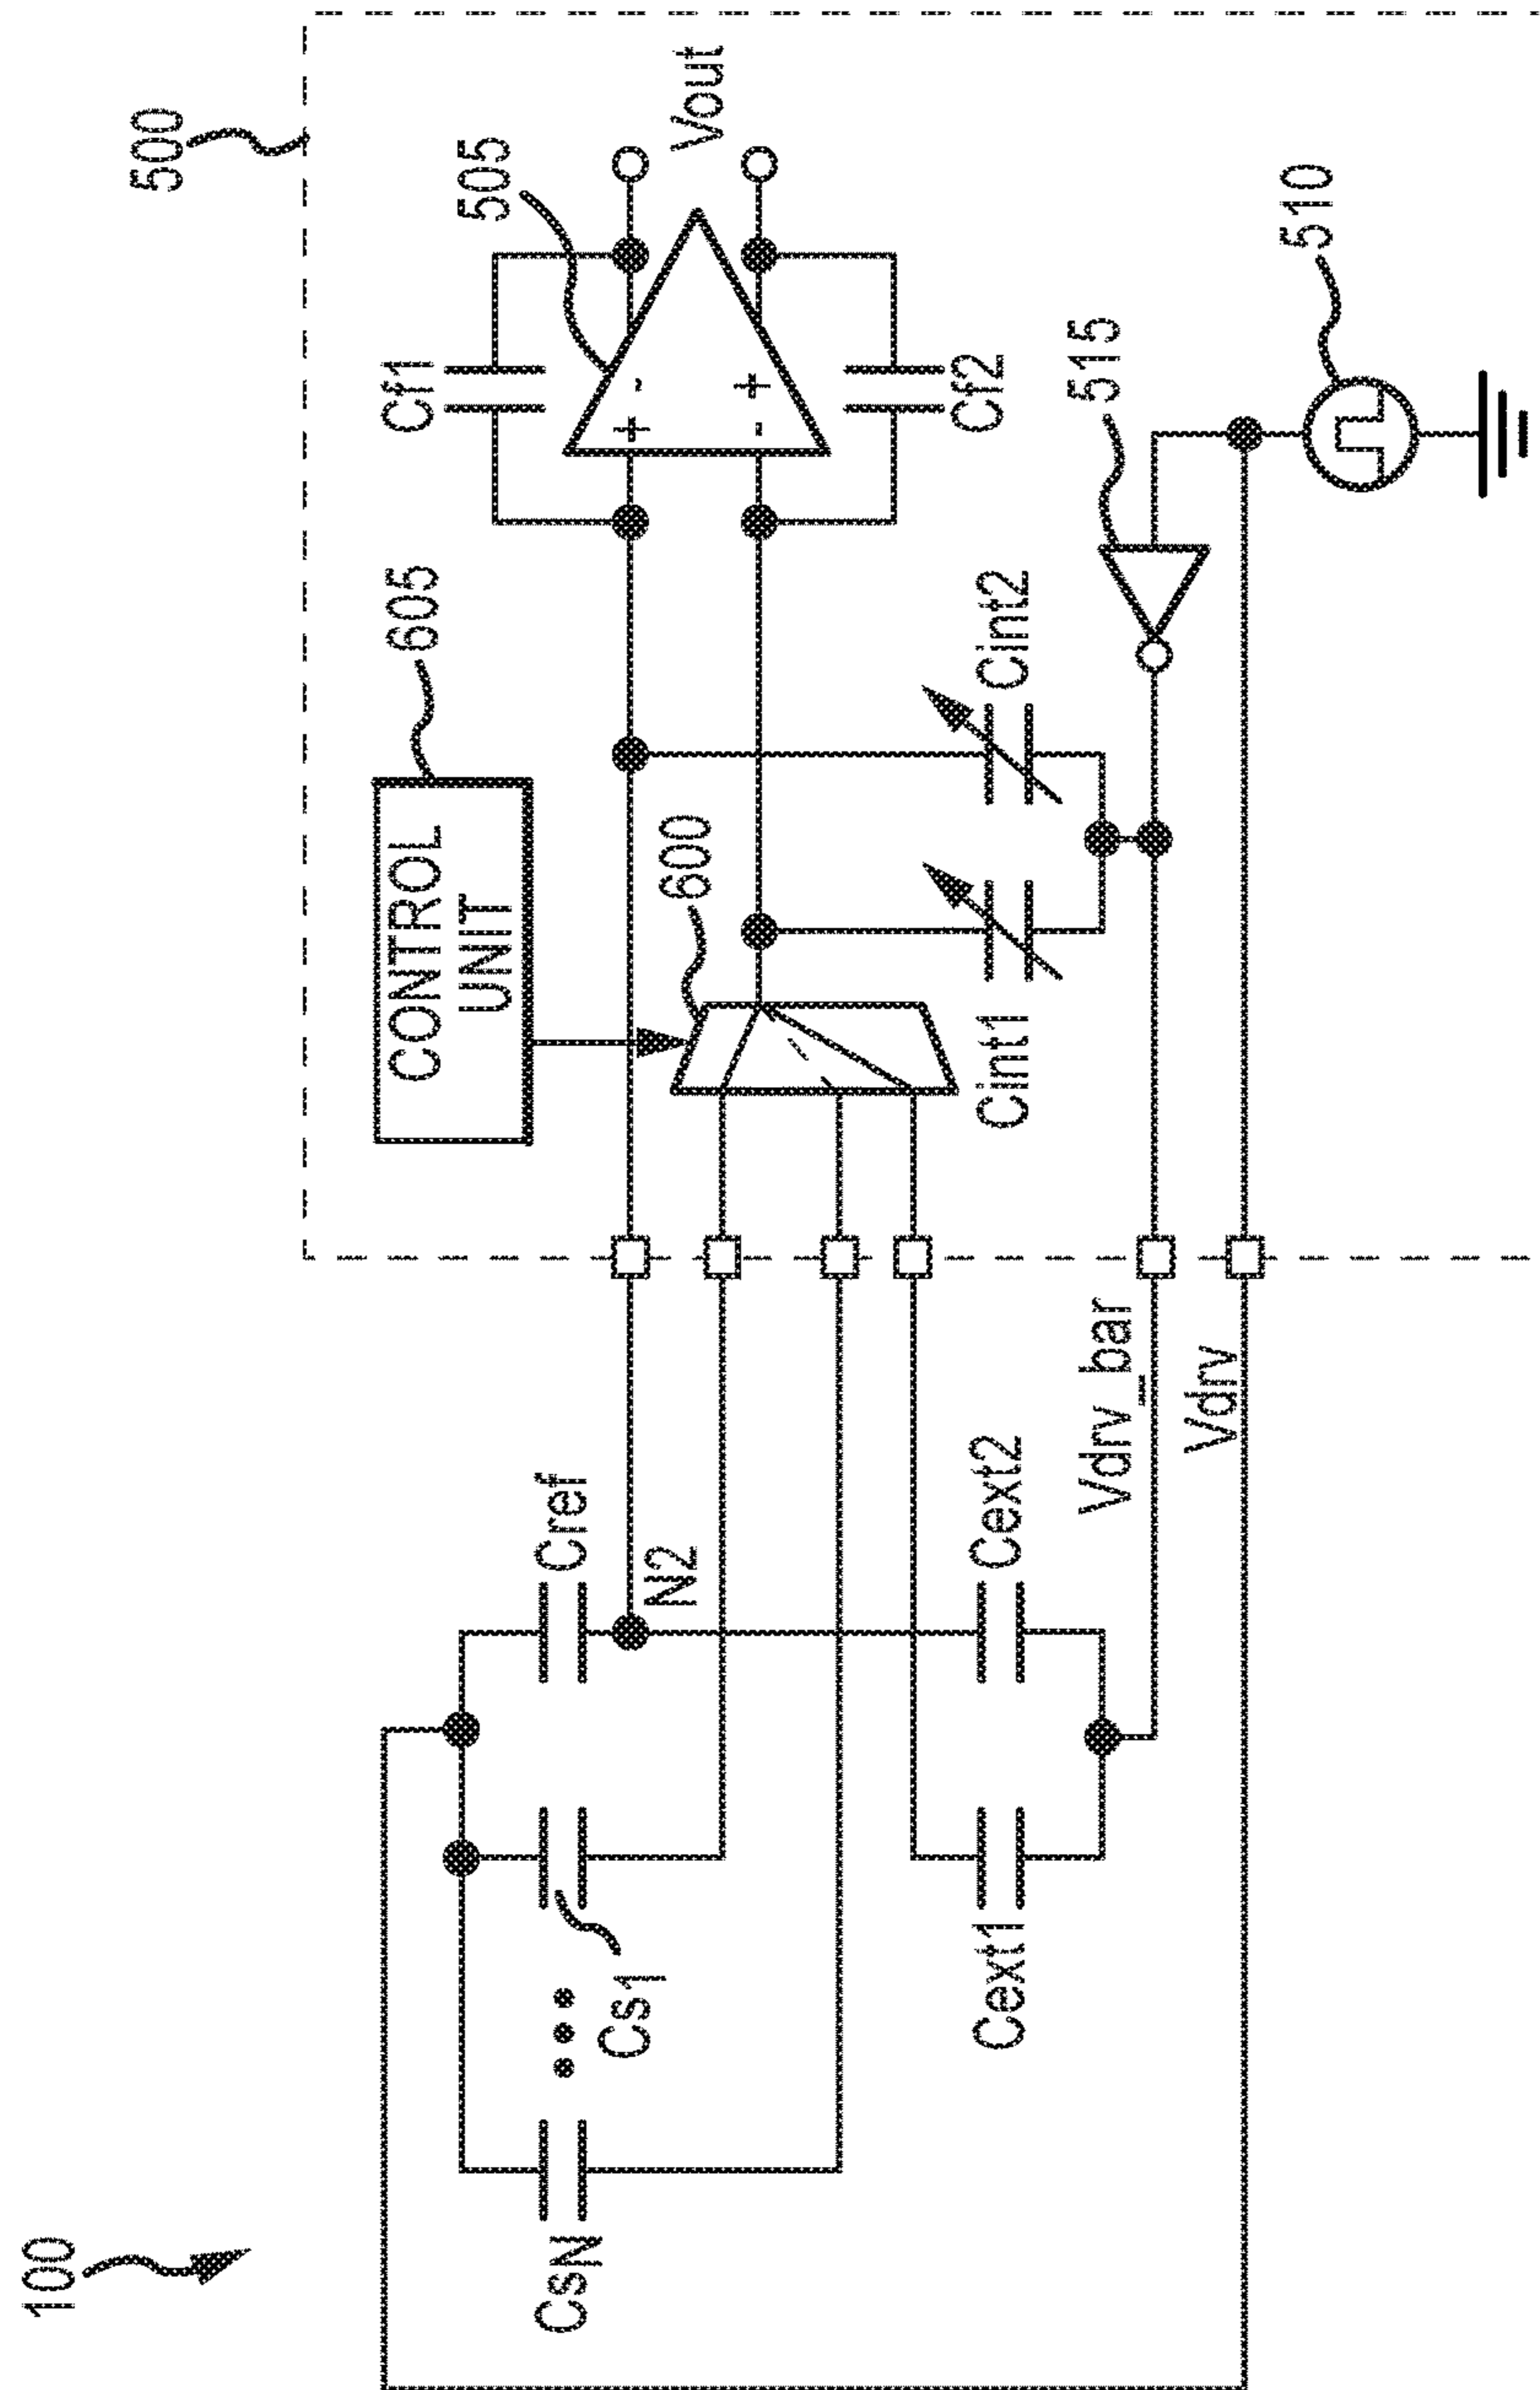 100
500
CONTROL
UNIT
605
Cf1
505
+
-
-
+
Vout
Cf2
600
Cref
N2
Cs1
CsN
Cext1
Cext2
Cint1
Cint2
515
510
Vdrv_bar
Vdrv